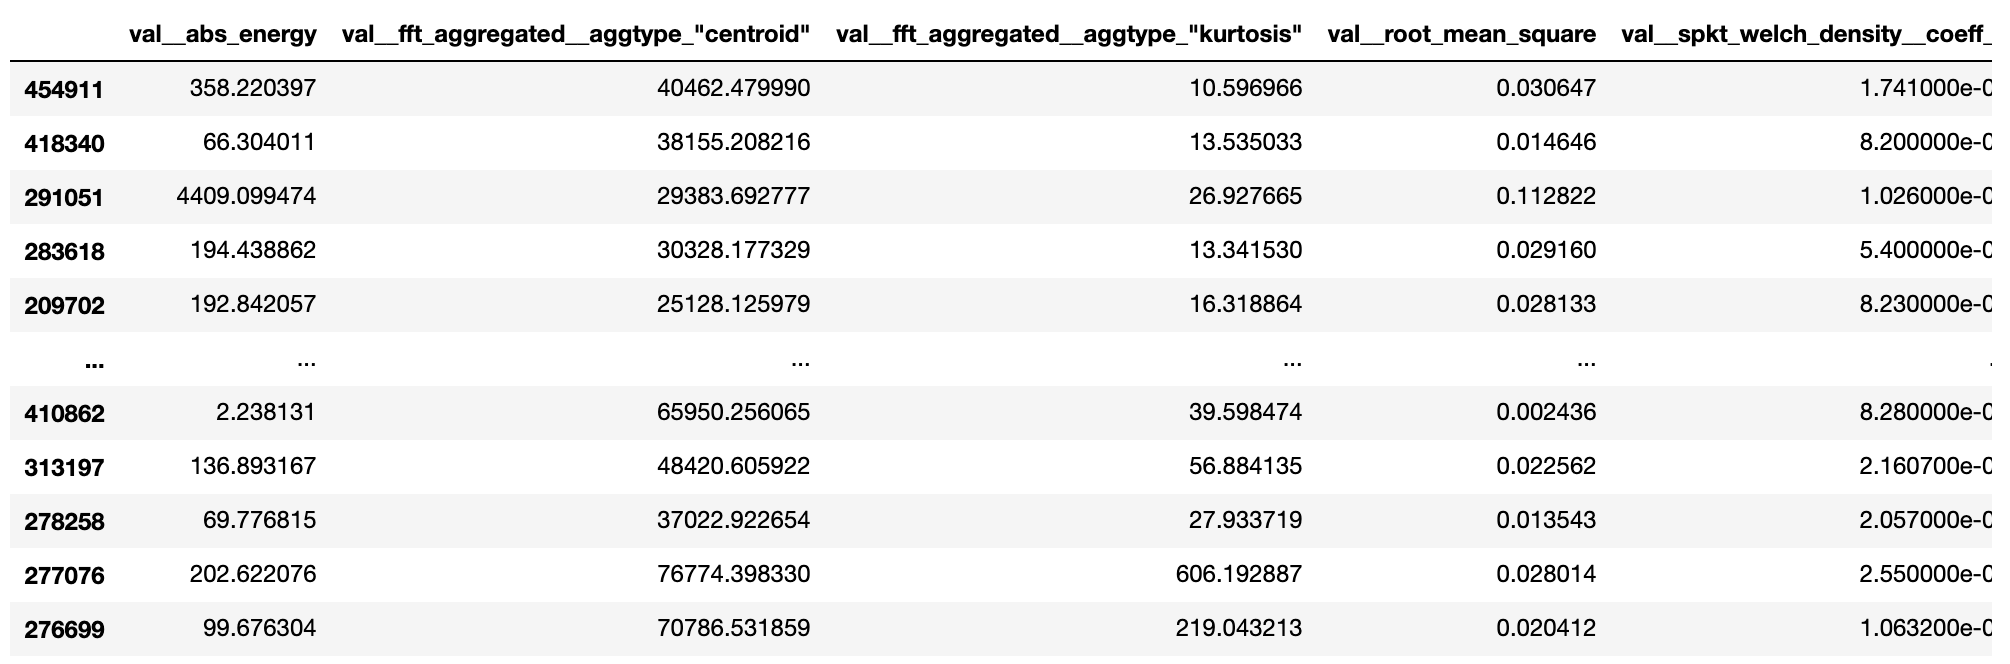 val__abs_energy val__fft_aggregated__aggtype_"centroid" val__fft_aggregated__aggtype_"kurtosis" val__root_mean_square val__spkt_welch_density__coeff_
454911 358.220397 40462.479990 10.596966 0.030647 1.741000e-0
418340 66.304011 38155.208216 13.535033 0.014646 8.200000e-0
291051 4409.099474 29383.692777 26.927665 0.112822 1.026000e-0
283618 194.438862 30328.177329 13.341530 0.029160 5.400000e-0
209702 192.842057 25128.125979 16.318864 0.028133 8.230000e-0
... ... ... ... ... .
410862 2.238131 65950.256065 39.598474 0.002436 8.280000e-0
313197 136.893167 48420.605922 56.884135 0.022562 2.160700e-0
278258 69.776815 37022.922654 27.933719 0.013543 2.057000e-0
277076 202.622076 76774.398330 606.192887 0.028014 2.550000e-0
276699 99.676304 70786.531859 219.043213 0.020412 1.063200e-0